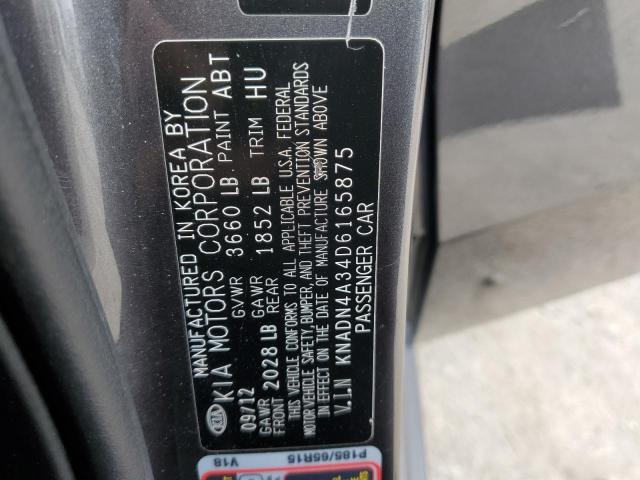 MANUFACTURED IN KOREA BY
KIA KIA MOTORS CORPORATION
09/12 GVWR 3660 LB PAINT ABT
GAWR FRONT 2028 LB GAWR REAR 1852 LB TRIM HU
THIS VEHICLE CONFORMS TO ALL APPLICABLE U.S.A. FEDERAL
MOTOR VEHICLE SAFETY, BUMPER, AND THEFT PREVENTION STANDARDS
IN EFFECT ON THE DATE OF MANUFACTURE SHOWN ABOVE
V.I.N KNADN4A34D6165875
PASSENGER CAR
P185/65R15
V18